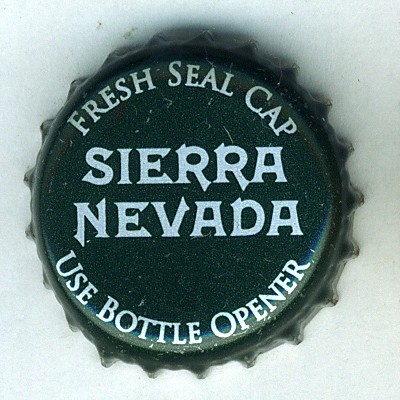 FRESH SEAL CAP
SIERRA
NEVADA
USE BOTTLE OPENER